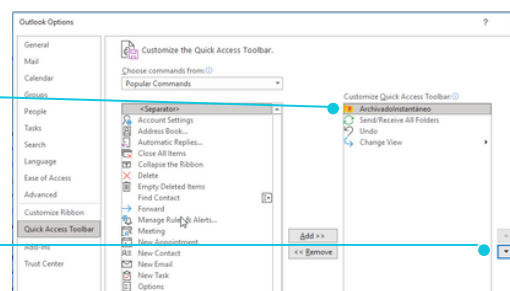 Outlook Options
?
General
Mail
Calendar
Groups
People
Tasks
Search
Language
Ease of Access
Advanced
Customize Ribbon
Quick Access Toolbar
Add-Ins
Trust Center
Customize the Quick Access Toolbar.
Choose commands from:
Popular Commands
<Separator>
Account Settings
Address Book...
Automatic Replies...
Close All Items
Collapse the Ribbon
Delete
Empty Deleted Items
Find Contact
Forward
Manage Rules & Alerts...
Meeting
New Appointment
New Contact
New Email
New Task
Options
Add >>
<< Remove
Customize Quick Access Toolbar:
ArchivadoInstantáneo
Send/Receive All Folders
Undo
Change View